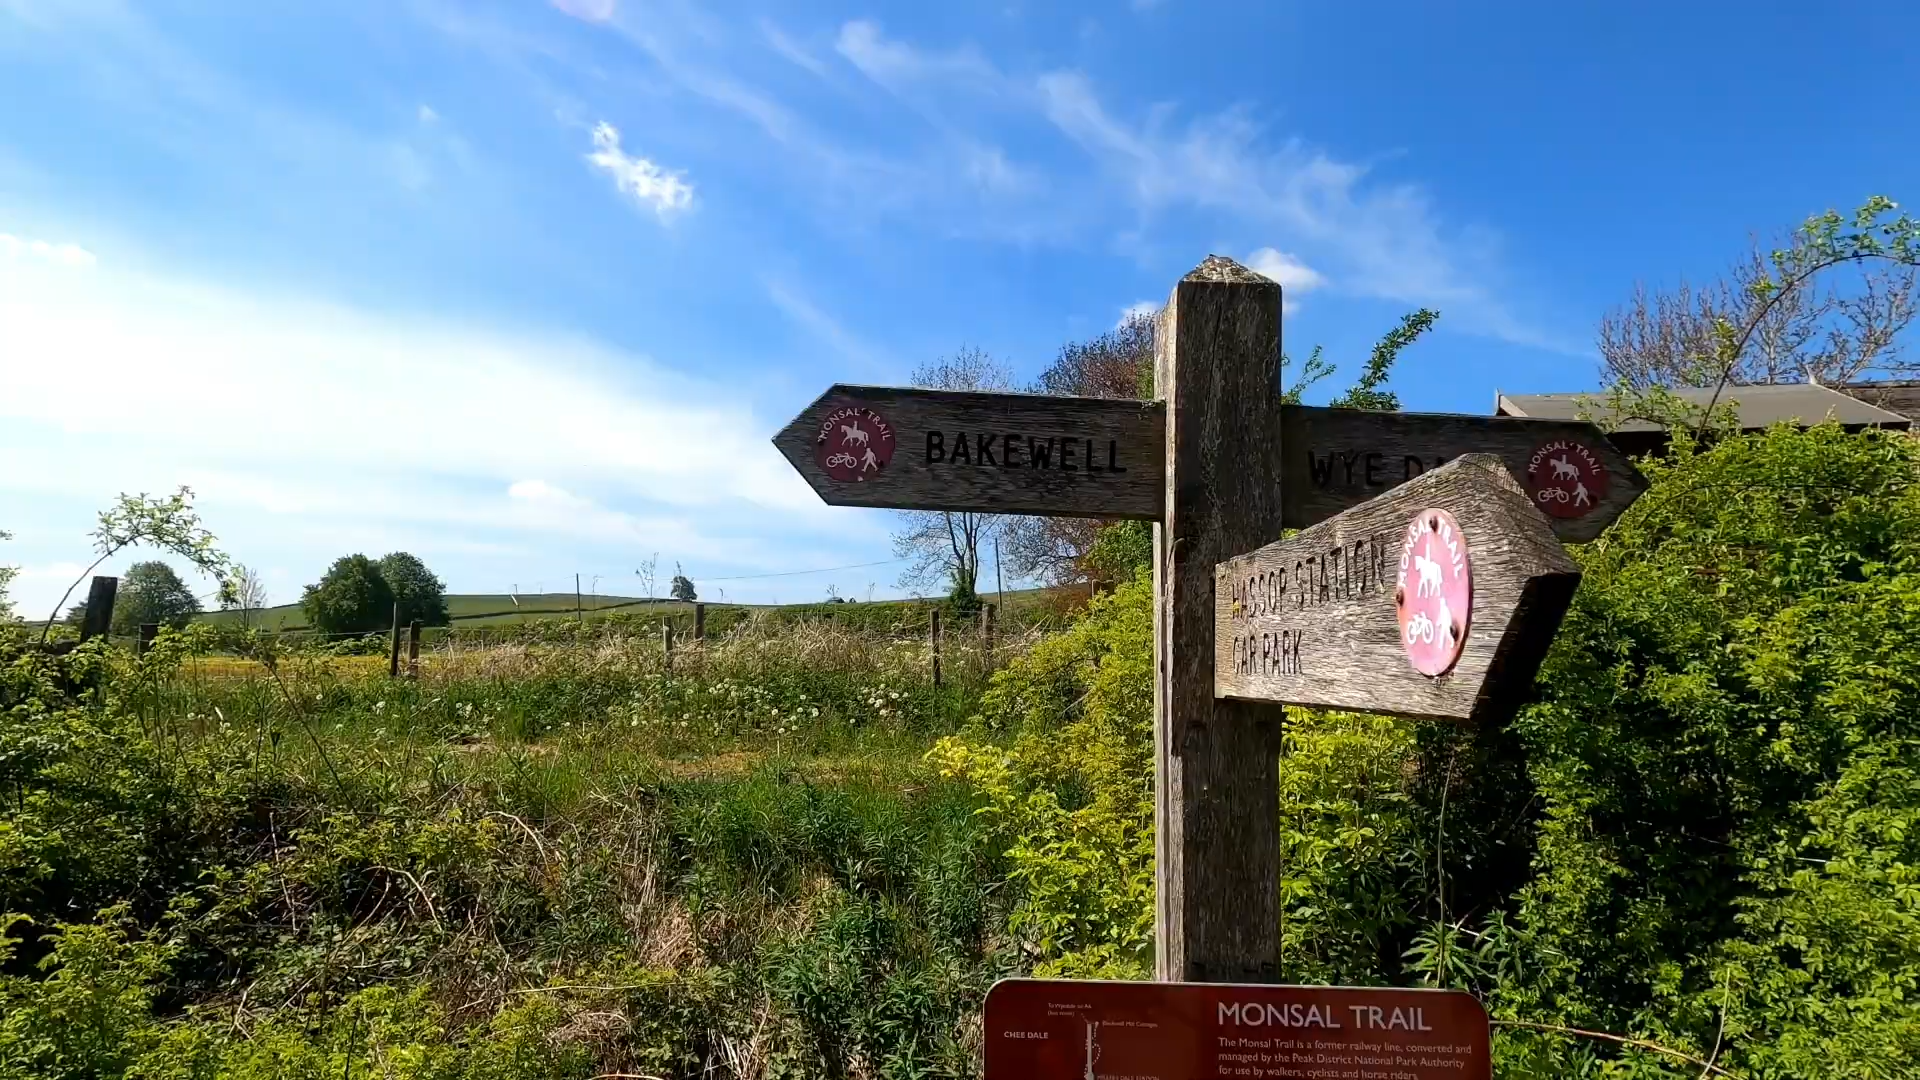 MONSAL TRAIL
BAKEWELL
WYE
MONSAL TRAIL
HASSOP STATION
CAR PARK
MONSAL TRAIL
CHEE DALE
MONSAL TRAIL
The Monsal Trail is a former railway line, converted and
managed by the Peak District National Park Authority
for use by walkers, cyclists and horse riders